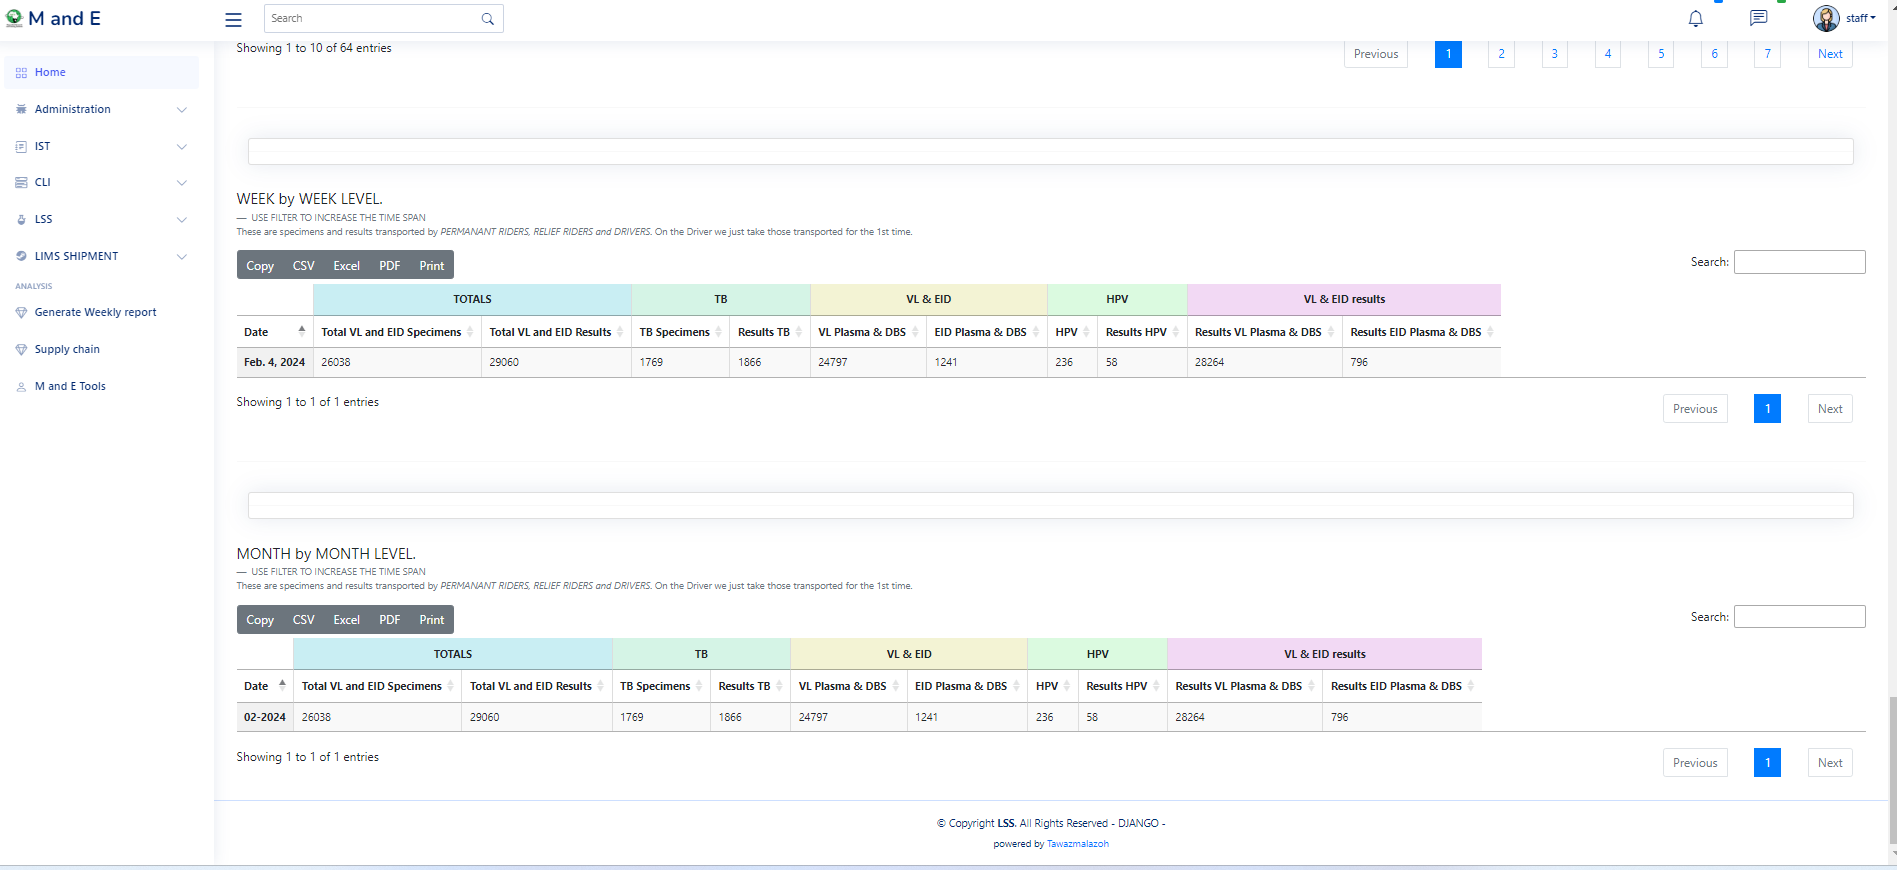 M and E
Search
staff
Home
Administration
IST
CLI
LSS
LIMS SHIPMENT
ANALYSIS
Generate Weekly report
Supply chain
M and E Tools
Showing 1 to 10 of 64 entries
Previous 1 2 3 4 5 6 7 Next
WEEK by WEEK LEVEL.
— USE FILTER TO INCREASE THE TIME SPAN
These are specimens and results transported by PERMANANT RIDERS, RELIEF RIDERS and DRIVERS. On the Driver we just take those transported for the 1st time.
Copy CSV Excel PDF Print
Search:
TOTALS TB VL & EID HPV VL & EID results
Date Total VL and EID Specimens Total VL and EID Results TB Specimens Results TB VL Plasma & DBS EID Plasma & DBS HPV Results HPV Results VL Plasma & DBS Results EID Plasma & DBS
Feb. 4, 2024 26038 29060 1769 1866 24797 1241 236 58 28264 796
Showing 1 to 1 of 1 entries
Previous 1 Next
MONTH by MONTH LEVEL.
— USE FILTER TO INCREASE THE TIME SPAN
These are specimens and results transported by PERMANANT RIDERS, RELIEF RIDERS and DRIVERS. On the Driver we just take those transported for the 1st time.
Copy CSV Excel PDF Print
Search:
TOTALS TB VL & EID HPV VL & EID results
Date Total VL and EID Specimens Total VL and EID Results TB Specimens Results TB VL Plasma & DBS EID Plasma & DBS HPV Results HPV Results VL Plasma & DBS Results EID Plasma & DBS
02-2024 26038 29060 1769 1866 24797 1241 236 58 28264 796
Showing 1 to 1 of 1 entries
Previous 1 Next
© Copyright LSS. All Rights Reserved - DJANGO -
powered by Tawazmalazoh